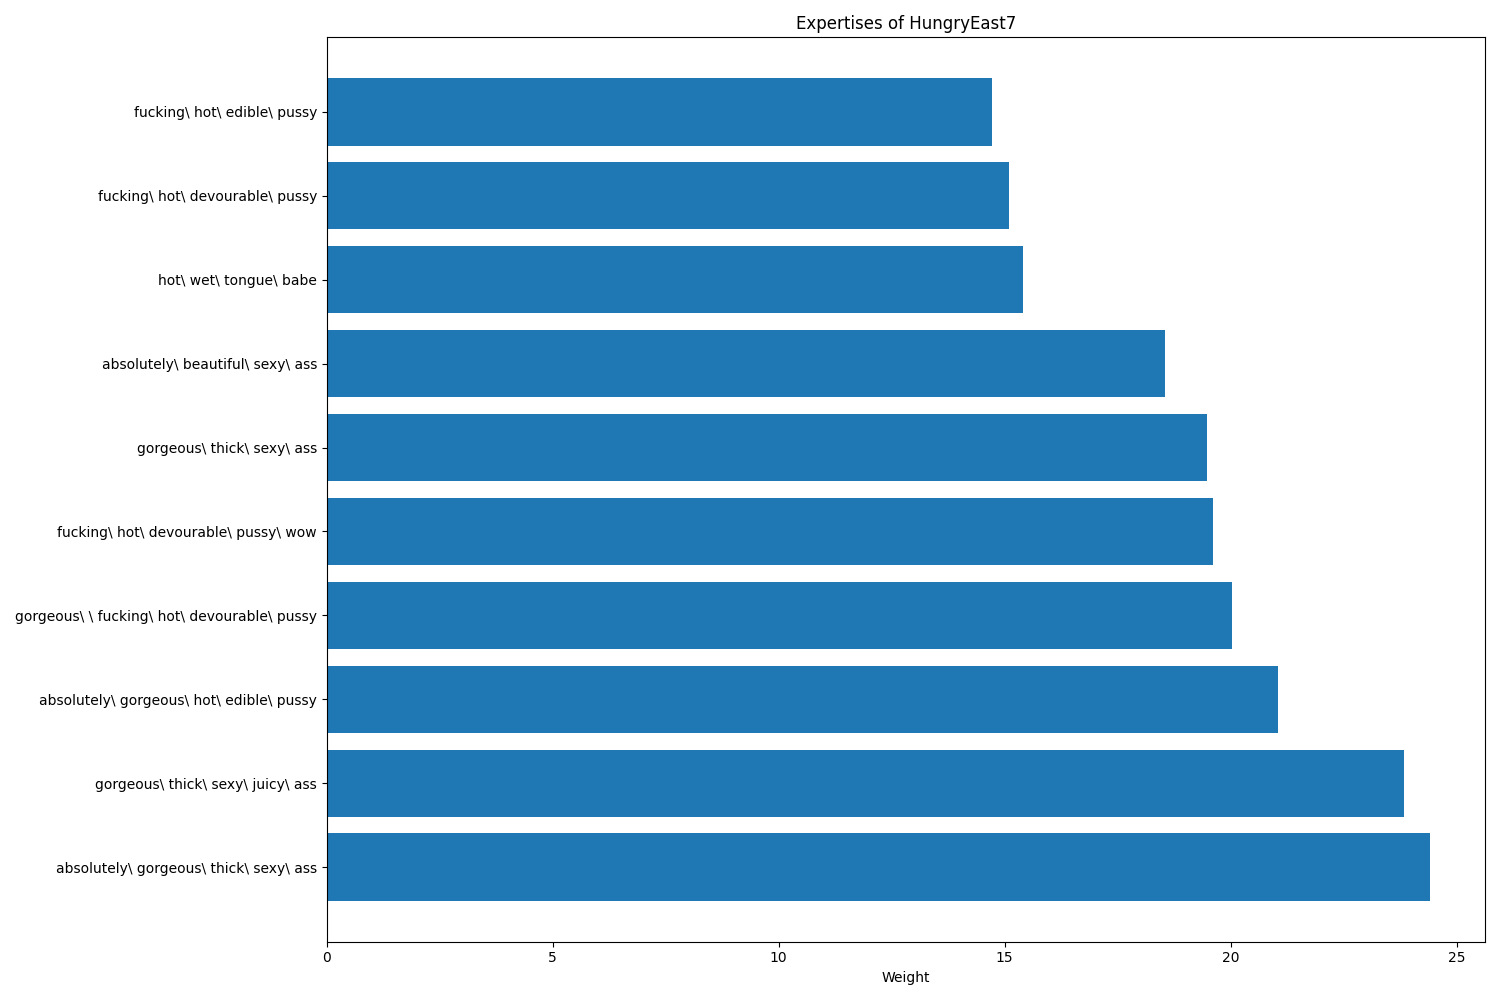 Expertises of HungryEast7
fucking\ hot\ edible\ pussy
fucking\ hot\ devourable\ pussy
hot\ wet\ tongue\ babe
absolutely\ beautiful\ sexy\ ass
gorgeous\ thick\ sexy\ ass
fucking\ hot\ devourable\ pussy\ wow
gorgeous\ \ fucking\ hot\ devourable\ pussy
absolutely\ gorgeous\ hot\ edible\ pussy
gorgeous\ thick\ sexy\ juicy\ ass
absolutely\ gorgeous\ thick\ sexy\ ass
0 5 10 15 20 25
Weight